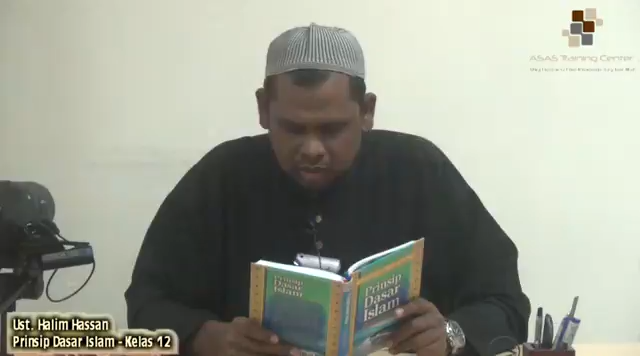 ASAS Training Center
Prinsip
Dasar
Islam
Prinsip
Dasar
Islam
Ust. Halim Hassan
Prinsip Dasar Islam - Kelas 12